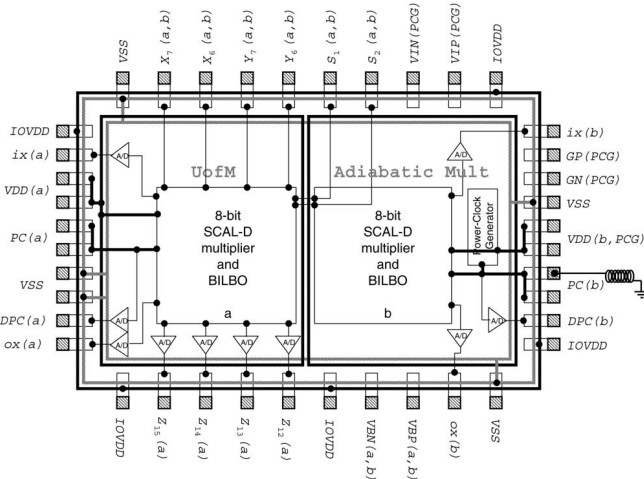 VSS
X7(a,b)
X6(a,b)
Y7(a,b)
Y6(a,b)
S1(a,b)
S2(a,b)
VIN(PCG)
VIP(PCG)
IOVDD
IOVDD
ix(a)
VDD(a)
PC(a)
VSS
DPC(a)
ox(a)
ix(b)
GP(PCG)
GN(PCG)
VSS
VDD(b,PCG)
PC(b)
DPC(b)
IOVDD
UofM
Adiabatic Mult
A/D
A/D
8-bit
SCAL-D
multiplier
and
BILBO
a
8-bit
SCAL-D
multiplier
and
BILBO
b
Power-Clock
Generator
A/D
A/D
A/D
A/D
A/D
A/D
A/D
A/D
IOVDD
Z15(a)
Z14(a)
Z13(a)
Z12(a)
IOVDD
VBN(a,b)
VBP(a,b)
ox(b)
VSS